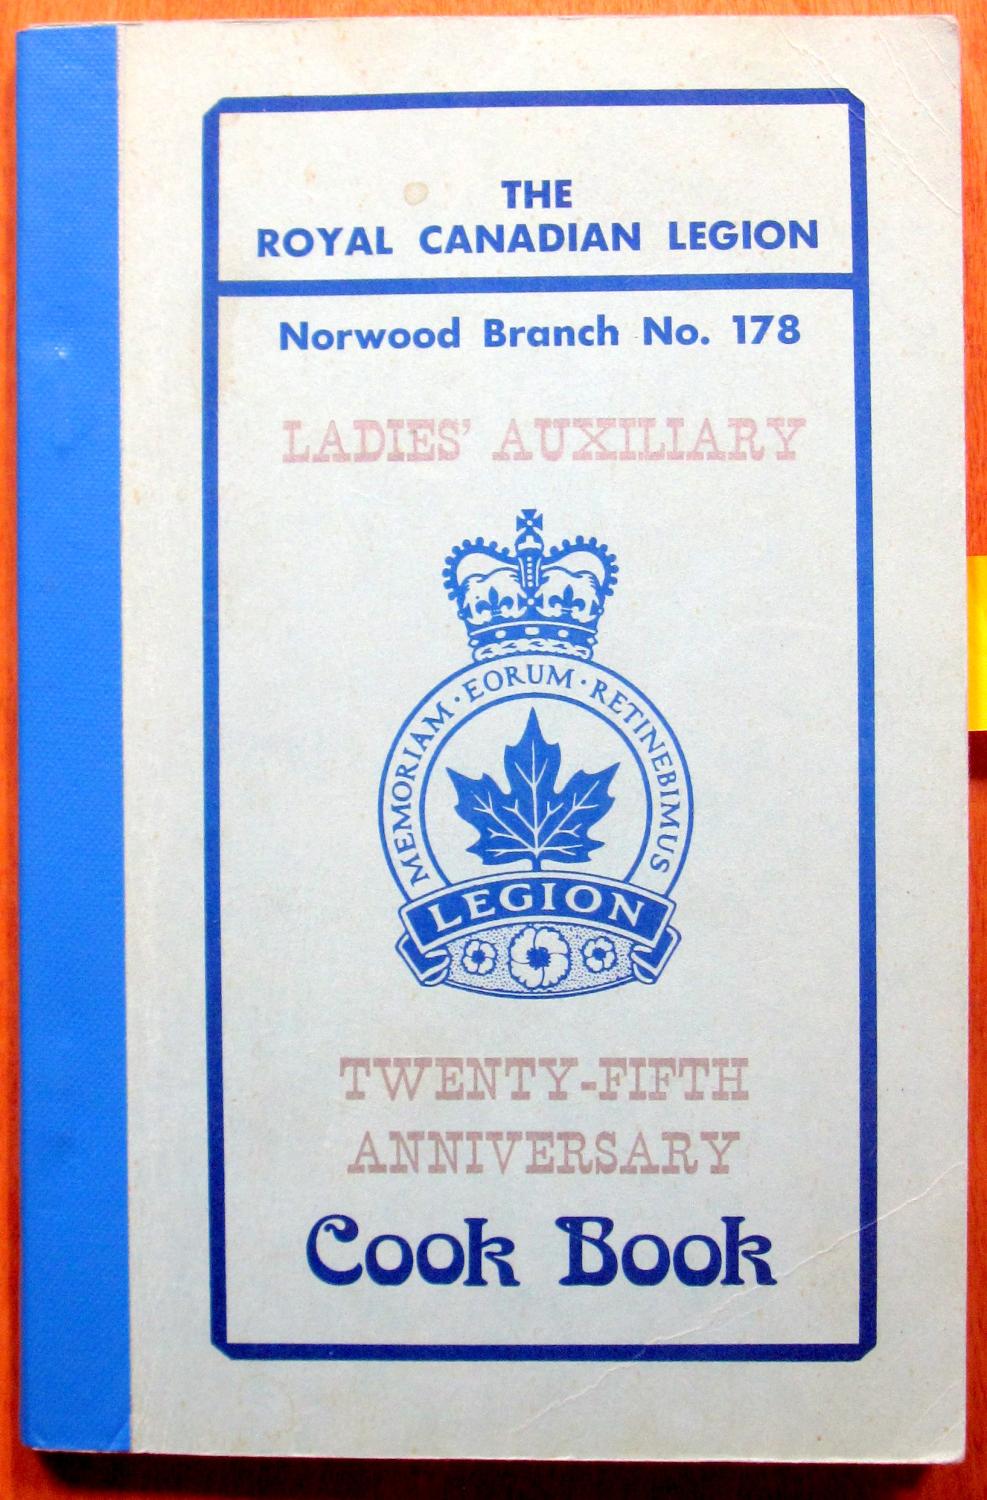 THE
ROYAL CANADIAN LEGION
Norwood Branch No. 178
LADIES' AUXILIARY
MEMORIAM · EORUM · RETINEBIMUS
LEGION
TWENTY-FIFTH
ANNIVERSARY
Cook Book